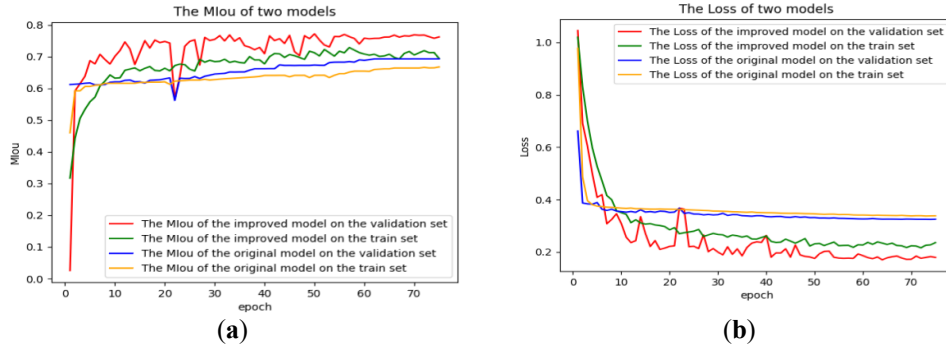 The MIou of two models
0.8
0.7
0.6
0.5
0.4
0.3
0.2
0.1
0.0
MIou
The MIou of the improved model on the validation set
The MIou of the improved model on the train set
The MIou of the original model on the validation set
The MIou of the original model on the train set
0 10 20 30 40 50 60 70
epoch
(a)
The Loss of two models
1.0
0.8
0.6
0.4
0.2
Loss
The Loss of the improved model on the validation set
The Loss of the improved model on the train set
The Loss of the original model on the validation set
The Loss of the original model on the train set
0 10 20 30 40 50 60 70
epoch
(b)